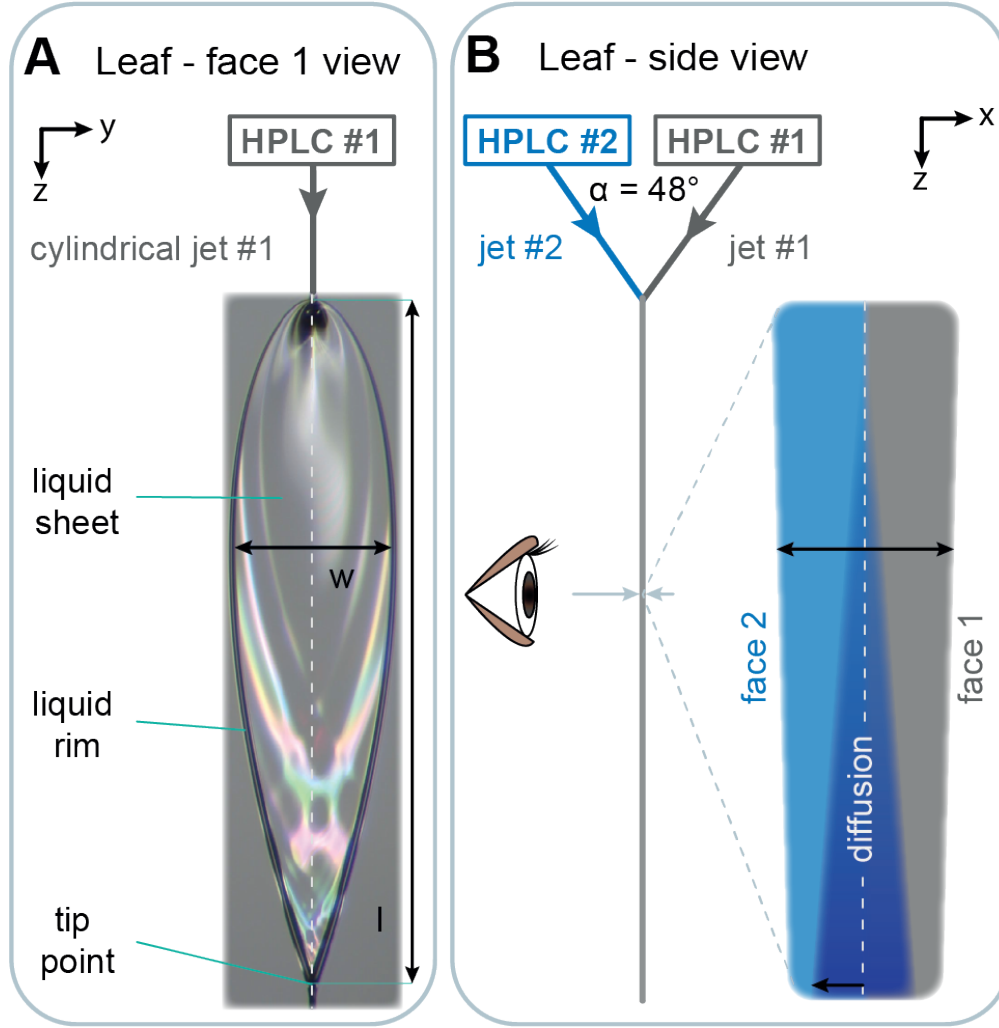 A Leaf - face 1 view
y
z
HPLC #1
cylindrical jet #1
liquid
sheet
w
liquid
rim
tip
point
l
B Leaf - side view
x
z
HPLC #2
HPLC #1
α = 48°
jet #2
jet #1
face 2
face 1
diffusion